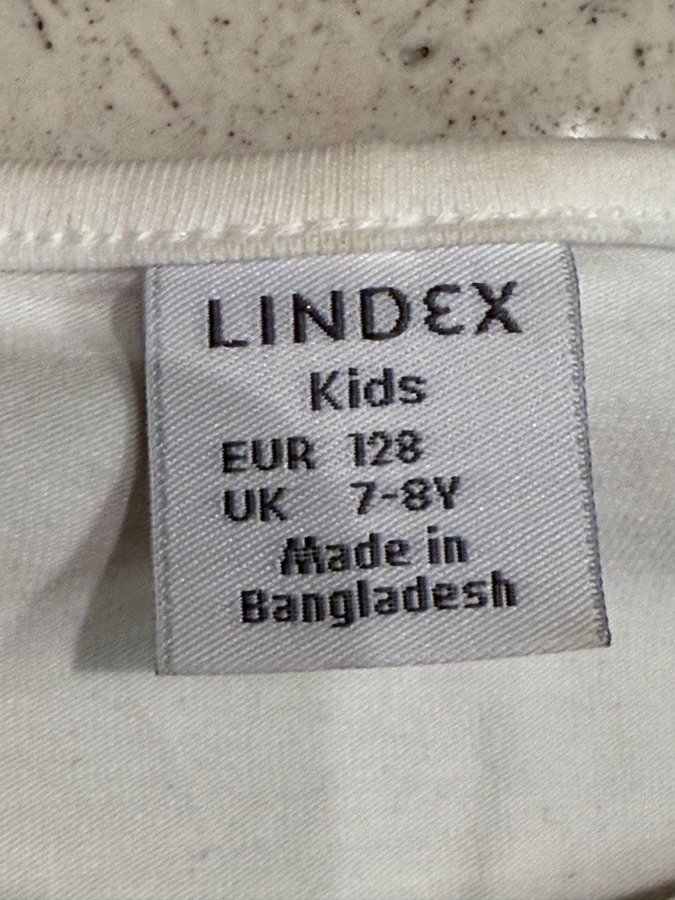 LINDEX
Kids
EUR 128
UK 7-8Y
Made in
Bangladesh